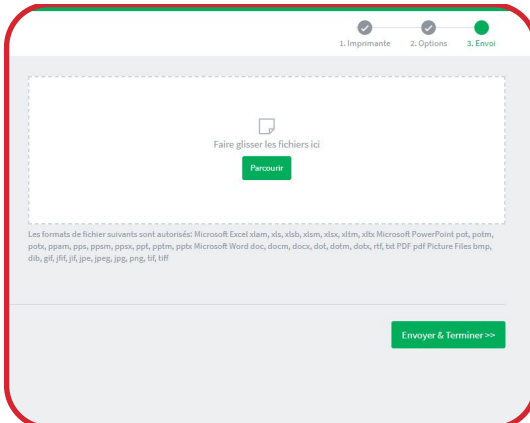 1. Imprimante 2. Options 3. Envoi
Faire glisser les fichiers ici
Parcourir
Les formats de fichier suivants sont autorisés: Microsoft Excel xlam, xls, xlsb, xlsm, xlsx, xltm, xltx Microsoft PowerPoint pot, potm,
potx, ppam, pps, ppsm, ppsx, ppt, pptm, pptx Microsoft Word doc, docm, docx, dot, dotm, dotx, rtf, txt PDF pdf Picture Files bmp,
dib, gif, jfif, jif, jpe, jpeg, jpg, png, tif, tiff
Envoyer & Terminer >>